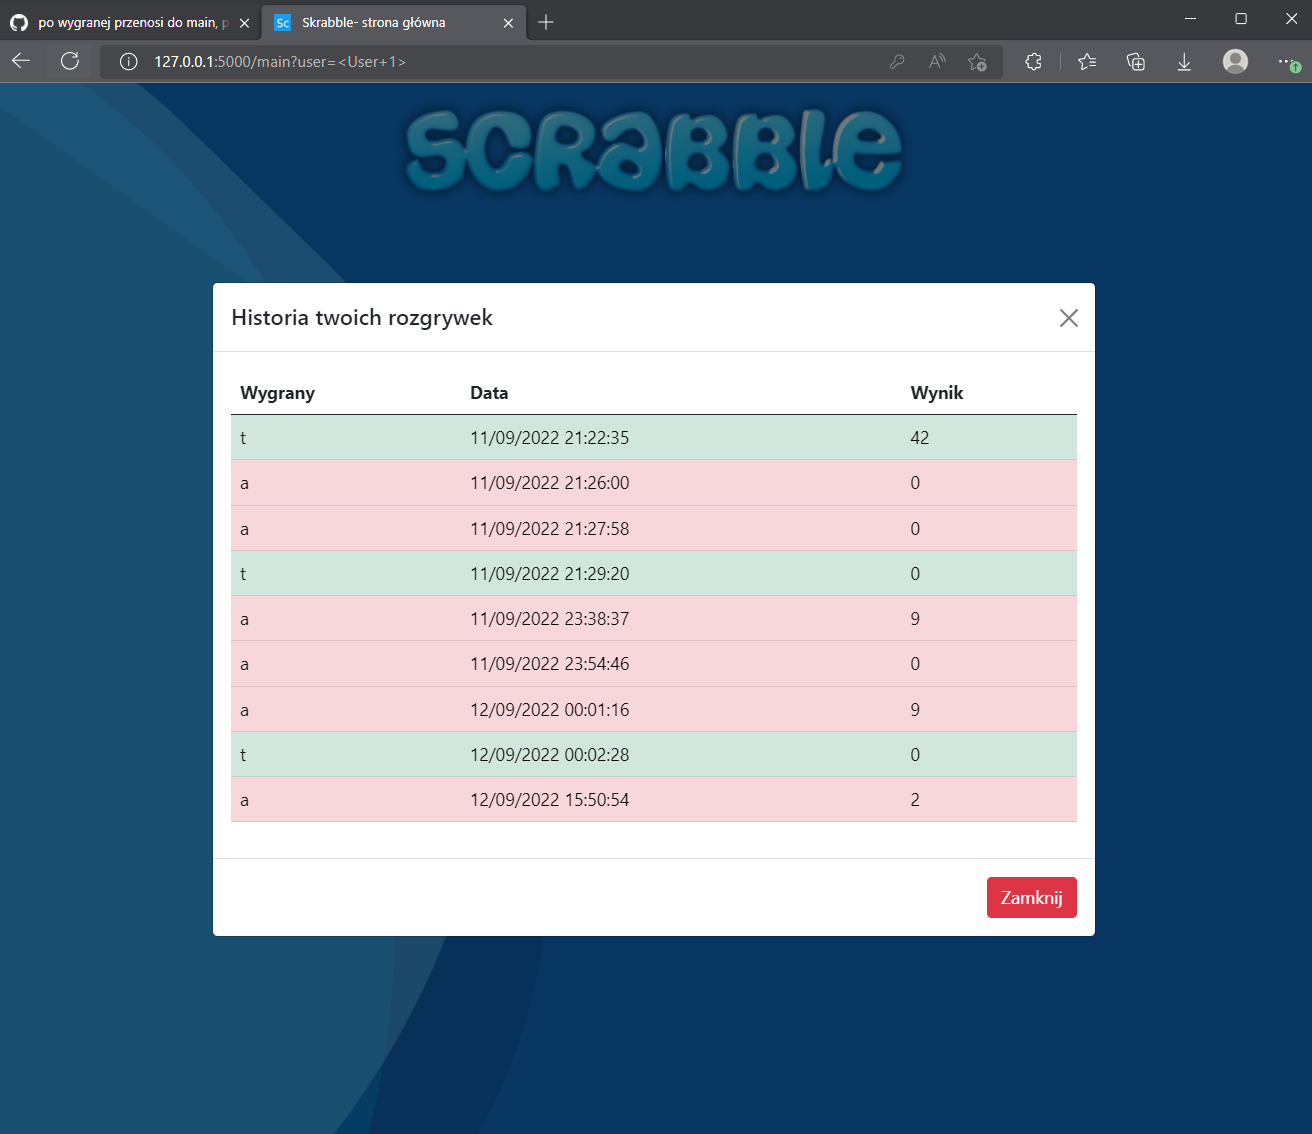 po wygranej przenosi do main, p
Skrabble- strona główna
127.0.0.1:5000/main?user=<User+1>
SCRABBLE
Historia twoich rozgrywek
Wygrany Data Wynik
t 11/09/2022 21:22:35 42
a 11/09/2022 21:26:00 0
a 11/09/2022 21:27:58 0
t 11/09/2022 21:29:20 0
a 11/09/2022 23:38:37 9
a 11/09/2022 23:54:46 0
a 12/09/2022 00:01:16 9
t 12/09/2022 00:02:28 0
a 12/09/2022 15:50:54 2
Zamknij